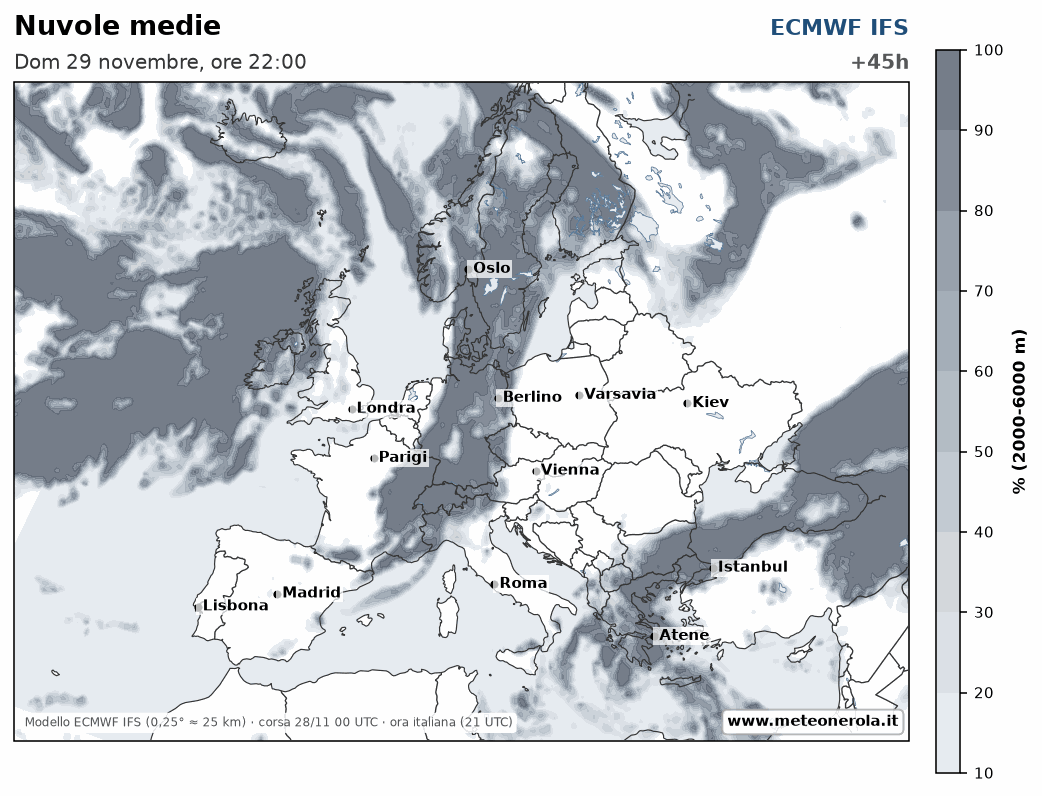 Nuvole medie
ECMWF IFS
Dom 29 novembre, ore 22:00
+45h
100
90
80
70
60
50
40
30
20
10
% (2000-6000 m)
Oslo
Berlino
Varsavia
Kiev
Londra
Parigi
Vienna
Istanbul
Roma
Madrid
Lisbona
Atene
Modello ECMWF IFS (0,25° ≈ 25 km) · corsa 28/11 00 UTC · ora italiana (21 UTC)
www.meteonerola.it